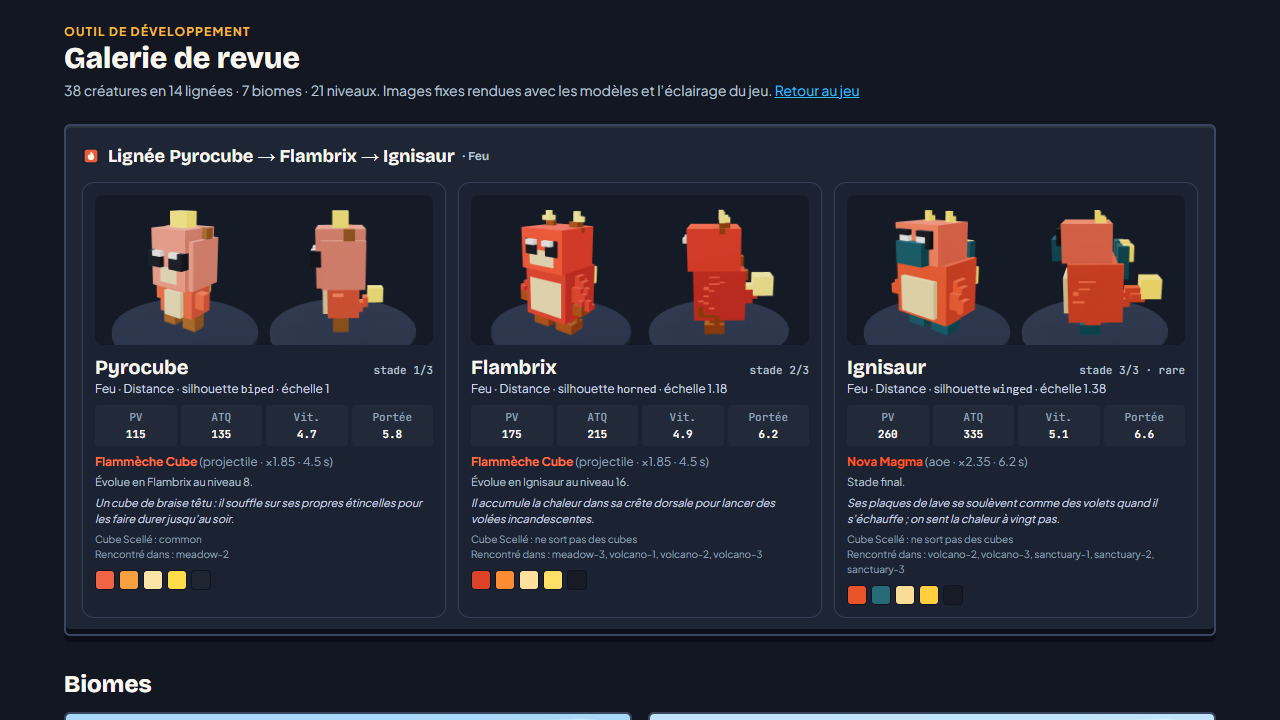 OUTIL DE DÉVELOPPEMENT
Galerie de revue
38 créatures en 14 lignées · 7 biomes · 21 niveaux. Images fixes rendues avec les modèles et l'éclairage du jeu. Retour au jeu
Lignée Pyrocube → Flambrix → Ignisaur · Feu
Pyrocube stade 1/3
Feu · Distance · silhouette biped · échelle 1
PV ATQ Vit. Portée
115 135 4.7 5.8
Flammèche Cube (projectile · ×1.85 · 4.5 s)
Évolue en Flambrix au niveau 8.
Un cube de braise têtu : il souffle sur ses propres étincelles pour
les faire durer jusqu'au soir.
Cube Scellé : common
Rencontré dans : meadow-2
Flambrix stade 2/3
Feu · Distance · silhouette horned · échelle 1.18
PV ATQ Vit. Portée
175 215 4.9 6.2
Flammèche Cube (projectile · ×1.85 · 4.5 s)
Évolue en Ignisaur au niveau 16.
Il accumule la chaleur dans sa crête dorsale pour lancer des
volées incandescentes.
Cube Scellé : ne sort pas des cubes
Rencontré dans : meadow-3, volcano-1, volcano-2, volcano-3
Ignisaur stade 3/3 · rare
Feu · Distance · silhouette winged · échelle 1.38
PV ATQ Vit. Portée
260 335 5.1 6.6
Nova Magma (aoe · ×2.35 · 6.2 s)
Stade final.
Ses plaques de lave se soulèvent comme des volets quand il
s'échauffe ; on sent la chaleur à vingt pas.
Cube Scellé : ne sort pas des cubes
Rencontré dans : volcano-2, volcano-3, sanctuary-1, sanctuary-2,
sanctuary-3
Biomes